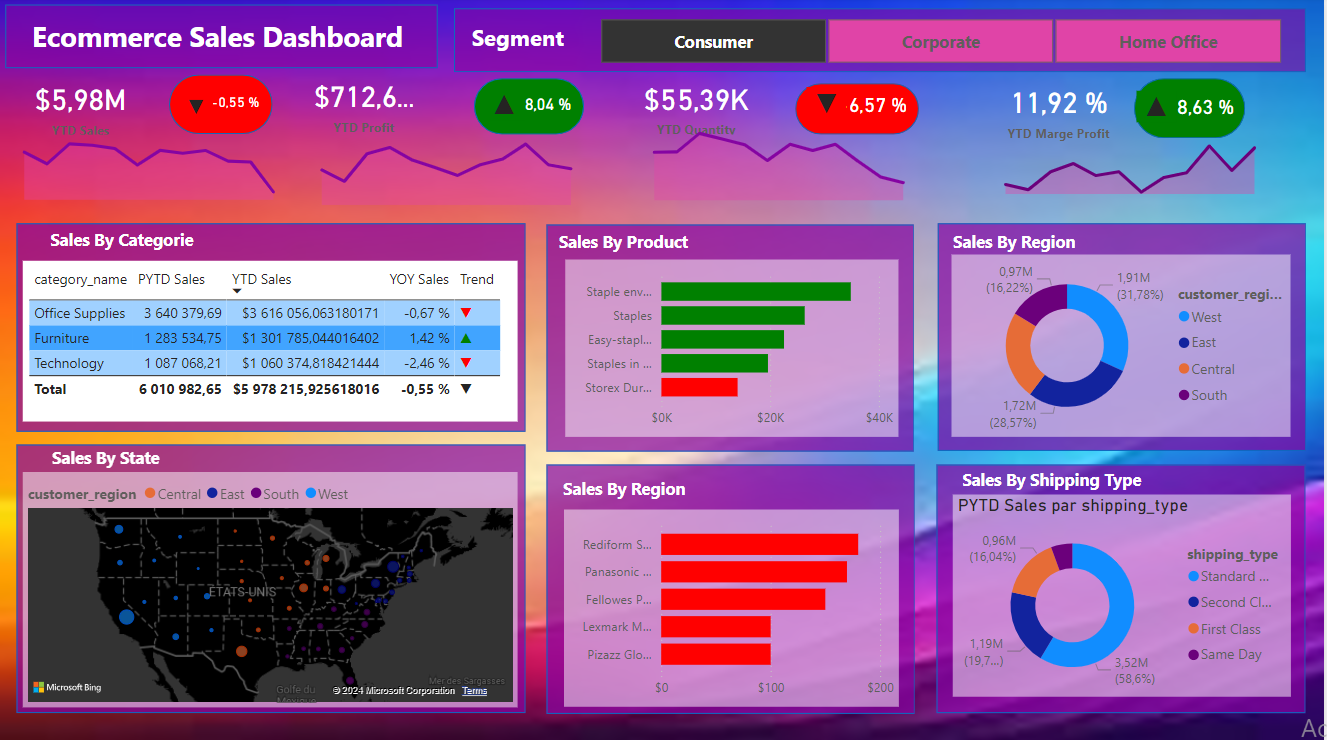 Ecommerce Sales Dashboard
Segment
Consumer
Corporate
Home Office
$5,98M
YTD Sales
-0,55 %
$712,6...
YTD Profit
8,04 %
$55,39K
YTD Quantity
-6,57 %
11,92 %
YTD Marge Profit
8,63 %
Sales By Categorie
category_name PYTD Sales YTD Sales YOY Sales Trend
Office Supplies 3 640 379,69 $3 616 056,063180171 -0,67 %
Furniture 1 283 534,75 $1 301 785,044016402 1,42 %
Technology 1 087 068,21 $1 060 374,818421444 -2,46 %
Total 6 010 982,65 $5 978 215,925618016 -0,55 %
Sales By Product
Staple env...
Staples
Easy-stapl...
Staples in ...
Storex Dur...
$0K $20K $40K
Sales By Region
0,97M
(16,22%)
1,91M
(31,78%)
1,72M
(28,57%)
customer_regi...
West
East
Central
South
Sales By State
customer_region Central East South West
ÉTATS-UNIS
Golfe du
Mexique
Mer des Sargasses
Microsoft Bing
© 2024 Microsoft Corporation Terms
Sales By Region
Rediform S...
Panasonic ...
Fellowes P...
Lexmark M...
Pizazz Glo...
$0 $100 $200
Sales By Shipping Type
PYTD Sales par shipping_type
0,96M
(16,04%)
1,19M
(19,7...)
3,52M
(58,6%)
shipping_type
Standard ...
Second Cl...
First Class
Same Day